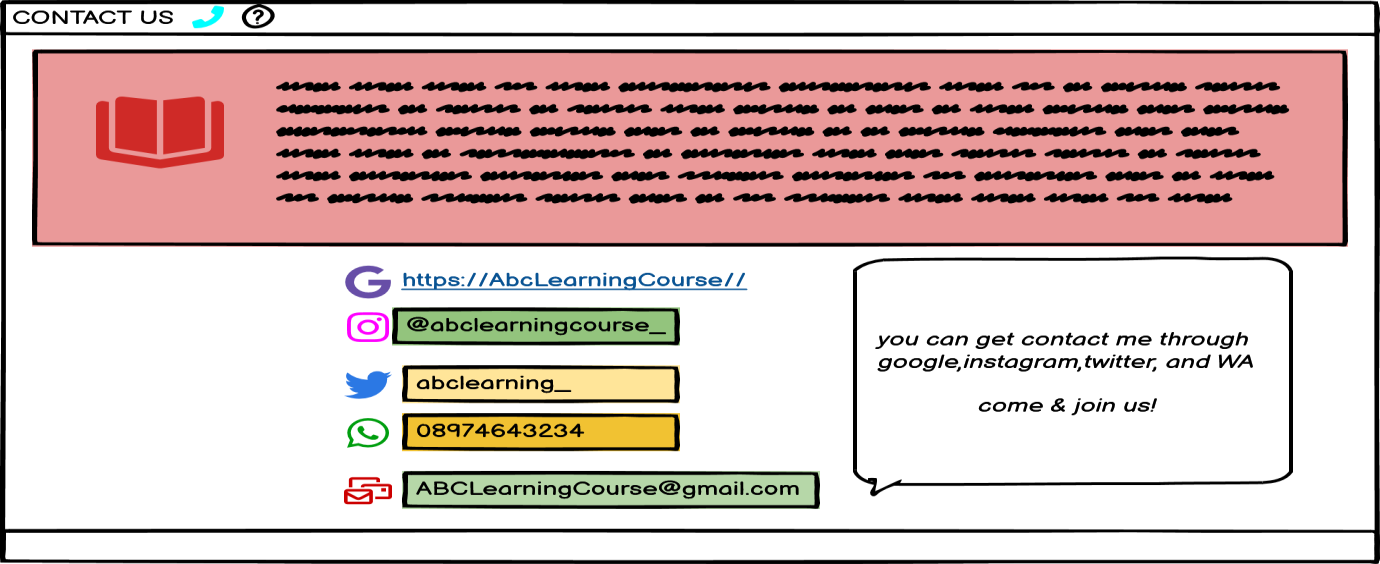 CONTACT US
https://AbcLearningCourse//
@abclearningcourse_
abclearning_
08974643234
ABCLearningCourse@gmail.com
you can get contact me through
google,instagram,twitter, and WA
come & join us!